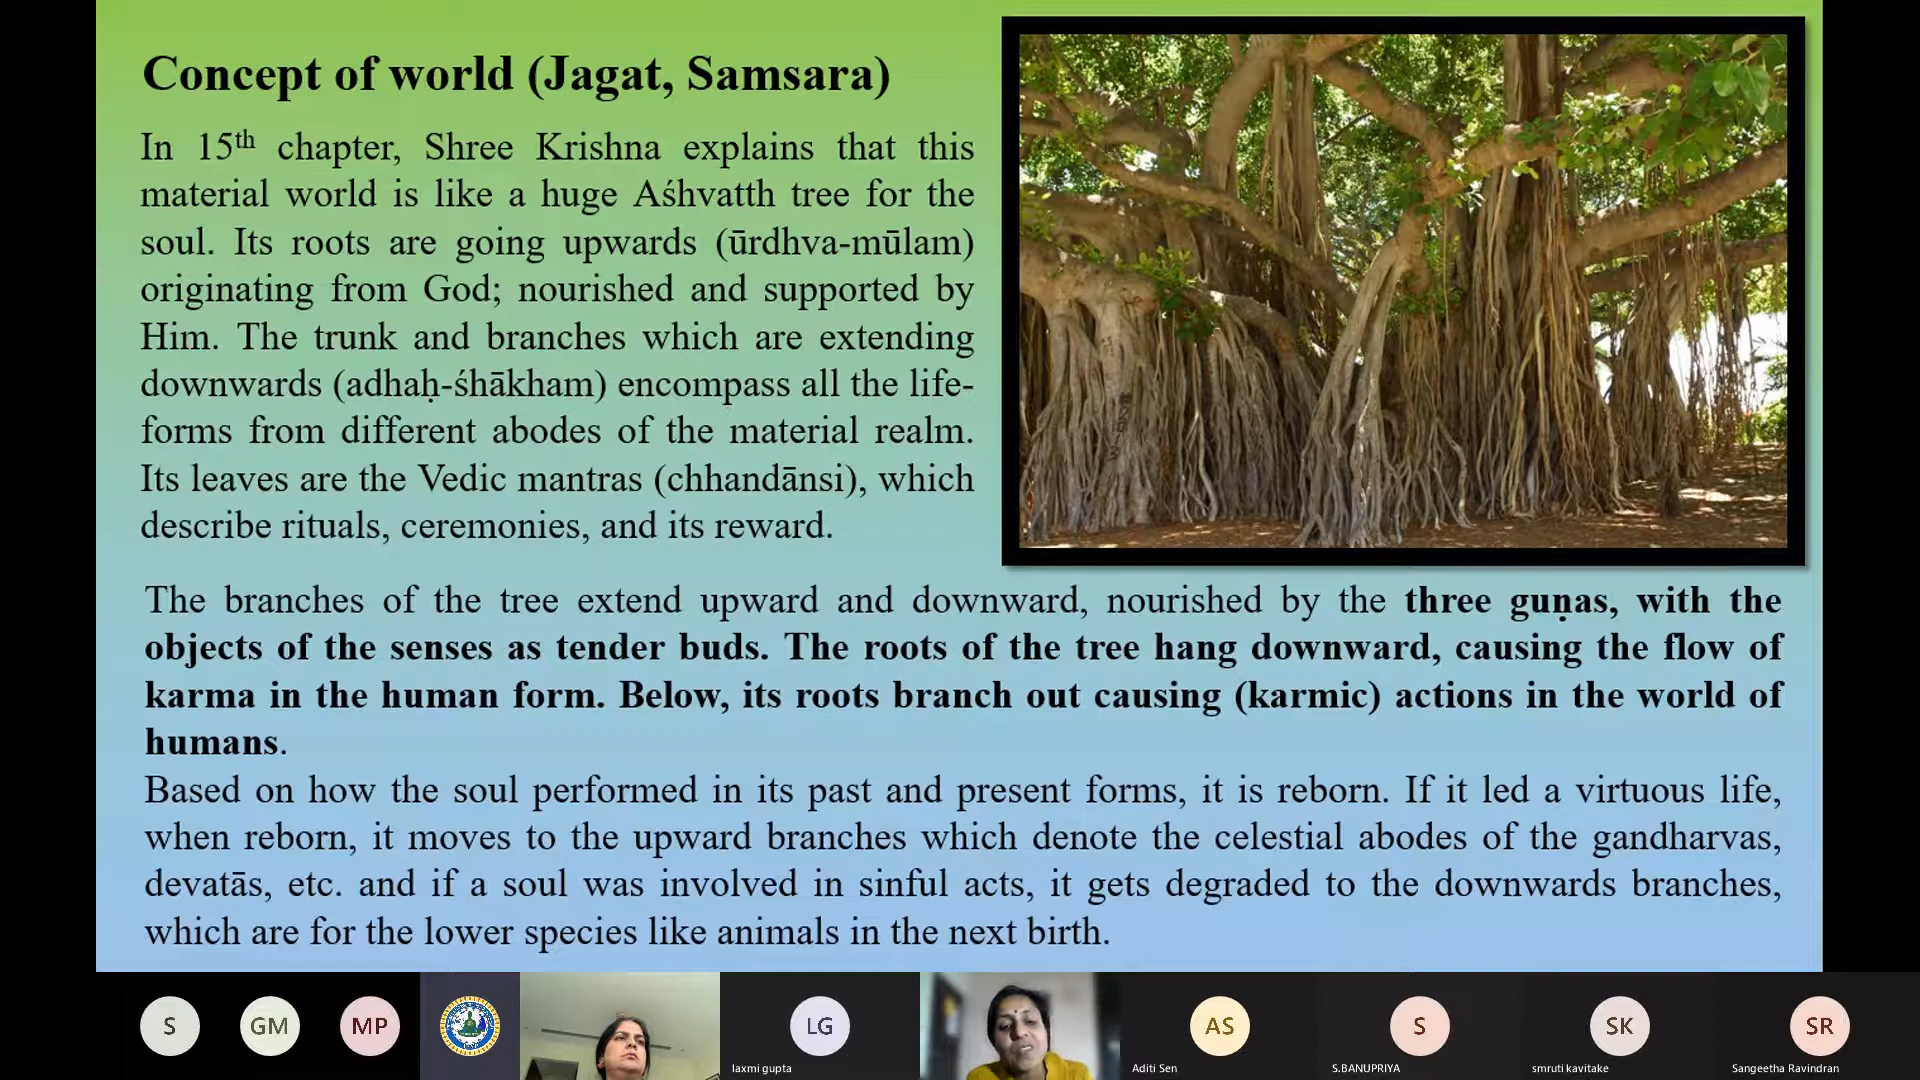 Concept of world (Jagat, Samsara)
In 15th chapter, Shree Krishna explains that this
material world is like a huge Aśhvatth tree for the
soul. Its roots are going upwards (ūrdhva-mūlam)
originating from God; nourished and supported by
Him. The trunk and branches which are extending
downwards (adhaḥ-śhākham) encompass all the life-
forms from different abodes of the material realm.
Its leaves are the Vedic mantras (chhandānsi), which
describe rituals, ceremonies, and its reward.
The branches of the tree extend upward and downward, nourished by the three guṇas, with the
objects of the senses as tender buds. The roots of the tree hang downward, causing the flow of
karma in the human form. Below, its roots branch out causing (karmic) actions in the world of
humans.
Based on how the soul performed in its past and present forms, it is reborn. If it led a virtuous life,
when reborn, it moves to the upward branches which denote the celestial abodes of the gandharvas,
devatās, etc. and if a soul was involved in sinful acts, it gets degraded to the downwards branches,
which are for the lower species like animals in the next birth.
S GM MP LG AS S SK SR
laxmi gupta Aditi Sen S.BANUPRIYA smruti kavitake Sangeetha Ravindran